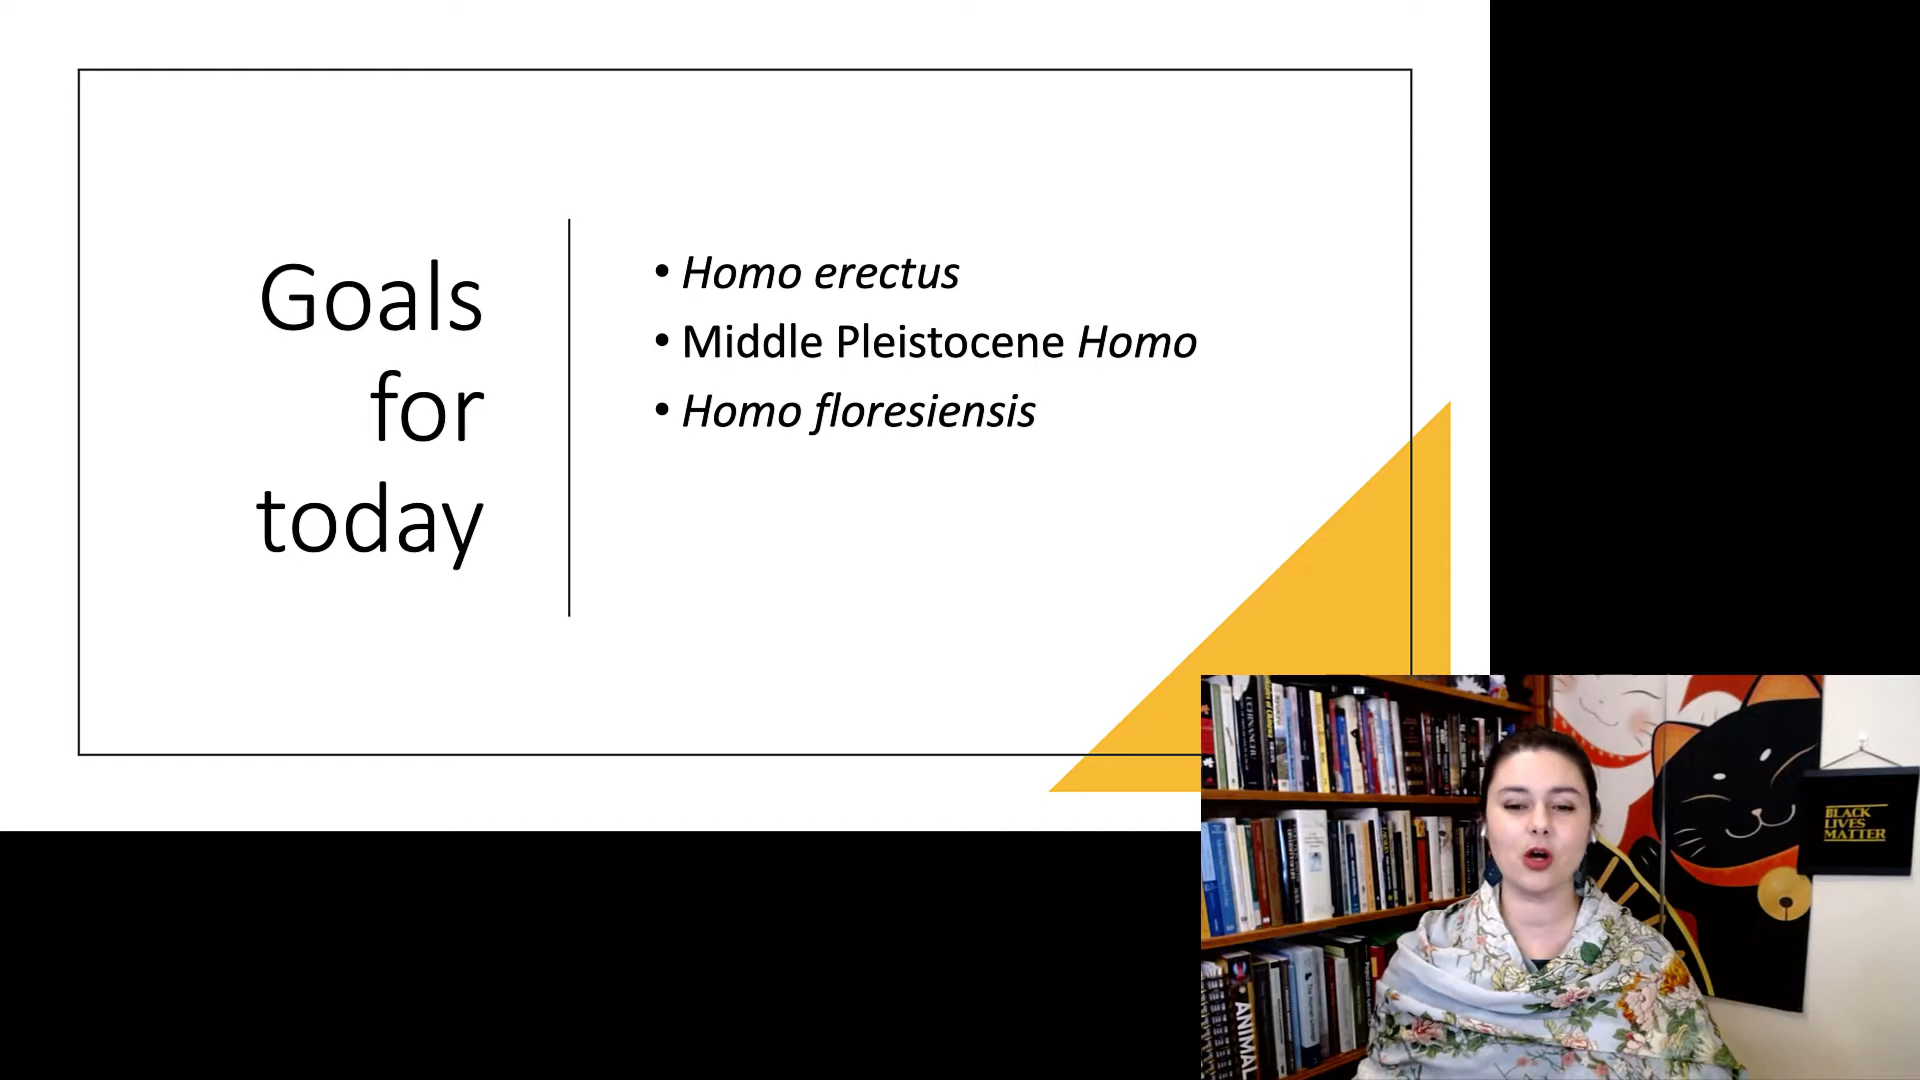 Goals
for
today
• Homo erectus
• Middle Pleistocene Homo
• Homo floresiensis
BLACK
LIVES
MATTER
ANIMAL